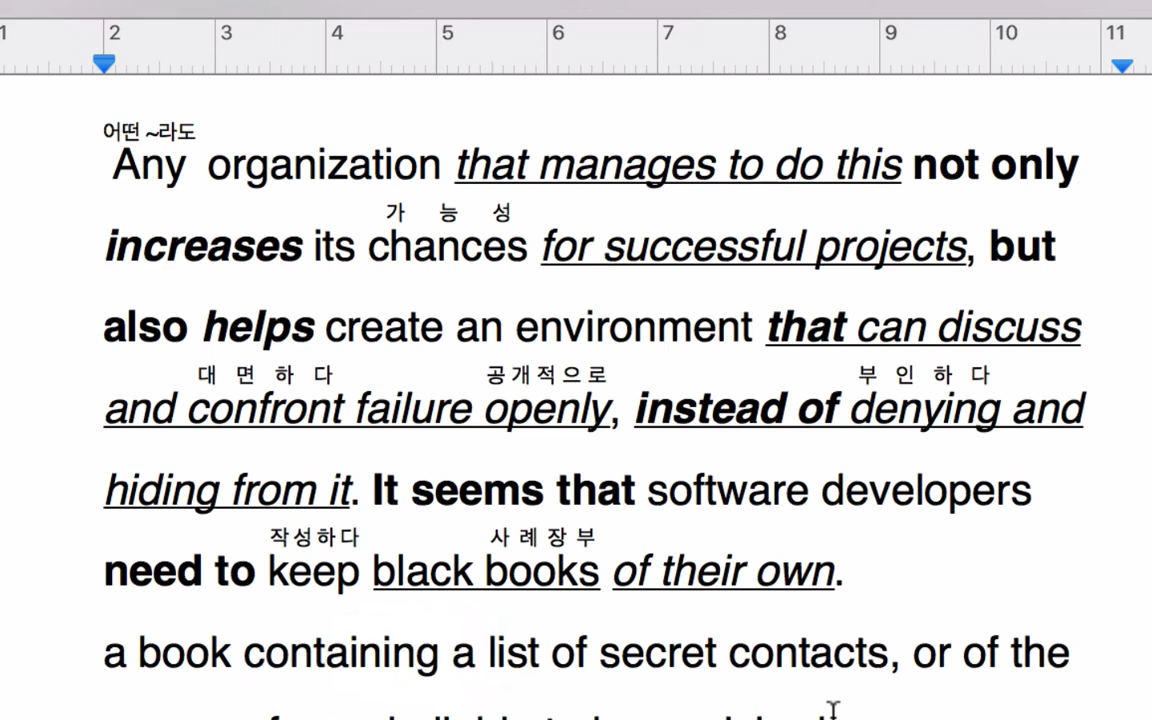 1 2 3 4 5 6 7 8 9 10 11
어떤 ~라도
Any organization that manages to do this not only
가 능 성
increases its chances for successful projects, but
also helps create an environment that can discuss
대 면 하 다 공개적으로 부 인 하 다
and confront failure openly, instead of denying and
hiding from it. It seems that software developers
작성하다 사 례 장 부
need to keep black books of their own.
a book containing a list of secret contacts, or of the